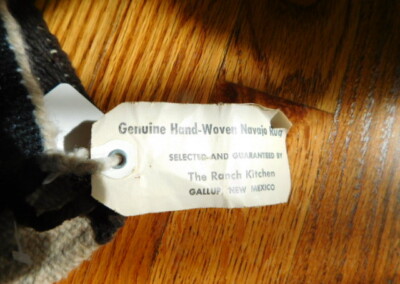 Genuine Hand-Woven Navajo Rug
SELECTED AND GUARANTEED BY
The Ranch Kitchen
GALLUP, NEW MEXICO